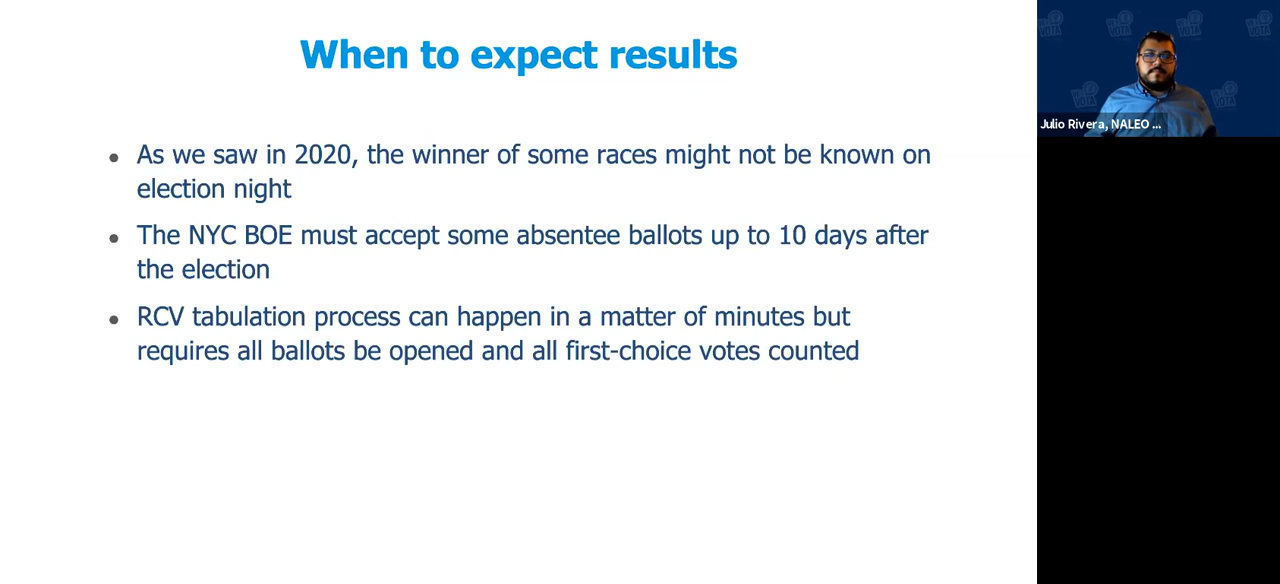 When to expect results
• As we saw in 2020, the winner of some races might not be known on
election night
• The NYC BOE must accept some absentee ballots up to 10 days after
the election
• RCV tabulation process can happen in a matter of minutes but
requires all ballots be opened and all first-choice votes counted
Julio Rivera, NALEO ...